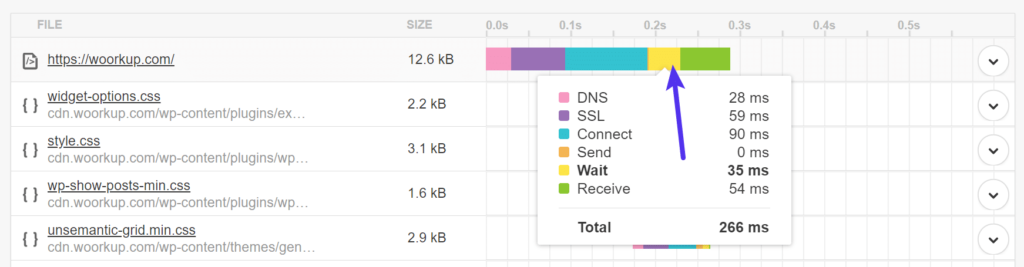 FILE SIZE 0.0s 0.1s 0.2s 0.3s 0.4s 0.5s
https://woorkup.com/ 12.6 kB
widget-options.css
cdn.woorkup.com/wp-content/plugins/ex… 2.2 kB
style.css
cdn.woorkup.com/wp-content/plugins/wp… 3.1 kB
wp-show-posts-min.css
cdn.woorkup.com/wp-content/plugins/wp… 1.6 kB
unsemantic-grid.min.css
cdn.woorkup.com/wp-content/themes/gen… 2.9 kB
DNS 28 ms
SSL 59 ms
Connect 90 ms
Send 0 ms
Wait 35 ms
Receive 54 ms
Total 266 ms